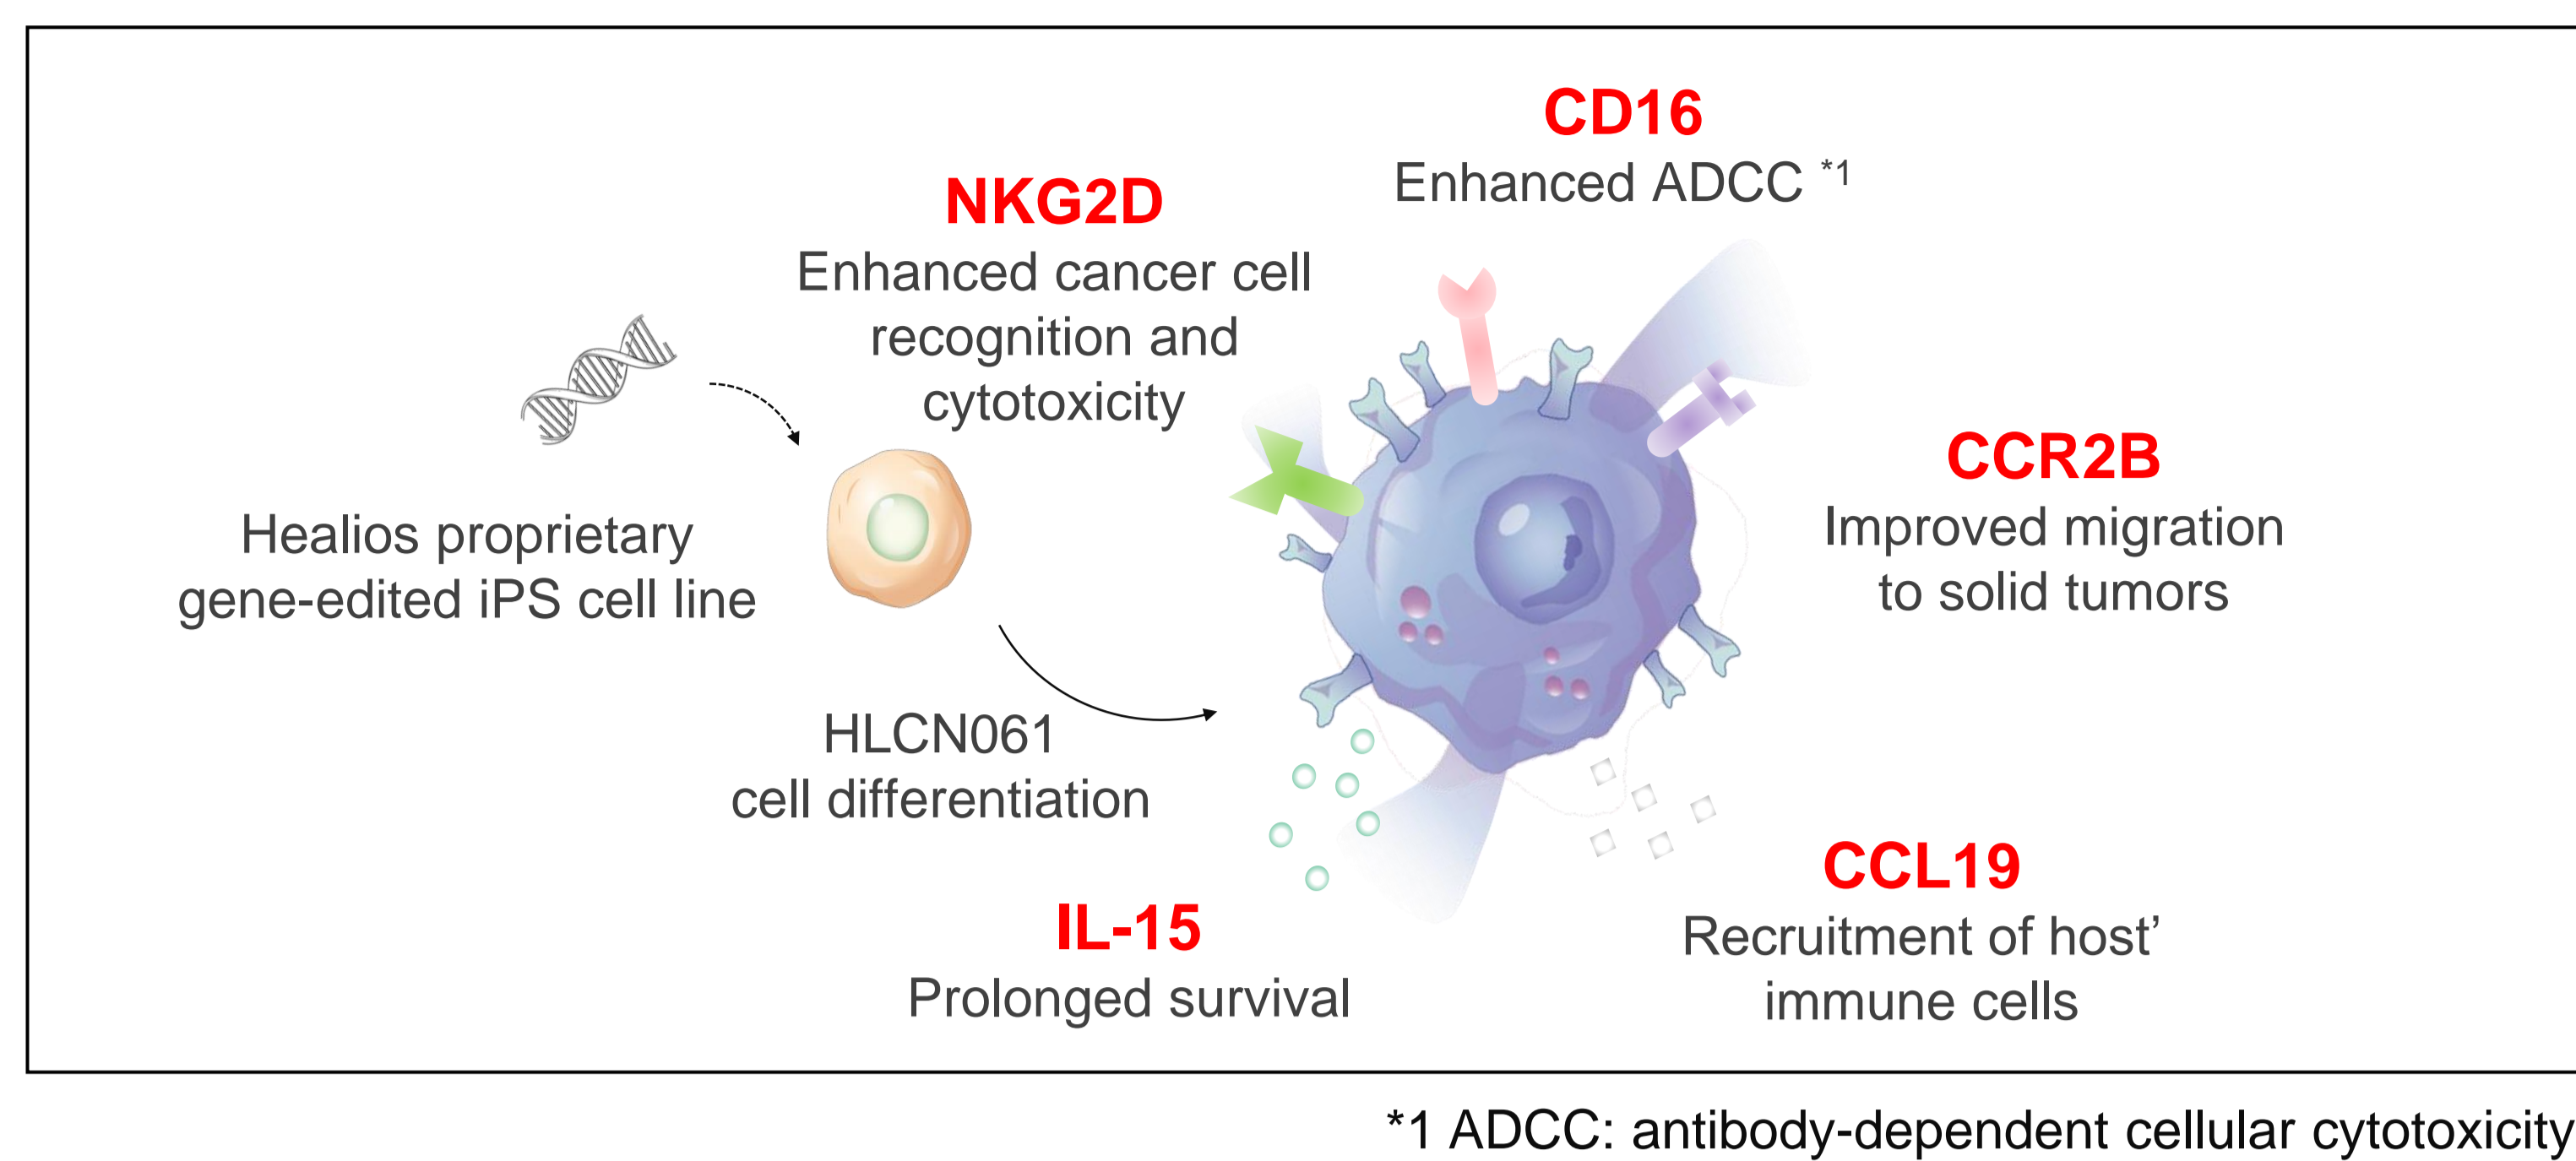 CD16
Enhanced ADCC *1
NKG2D
Enhanced cancer cell
recognition and
cytotoxicity
CCR2B
Improved migration
to solid tumors
Healios proprietary
gene-edited iPS cell line
HLCN061
cell differentiation
IL-15
Prolonged survival
CCL19
Recruitment of host’
immune cells
*1 ADCC: antibody-dependent cellular cytotoxicity